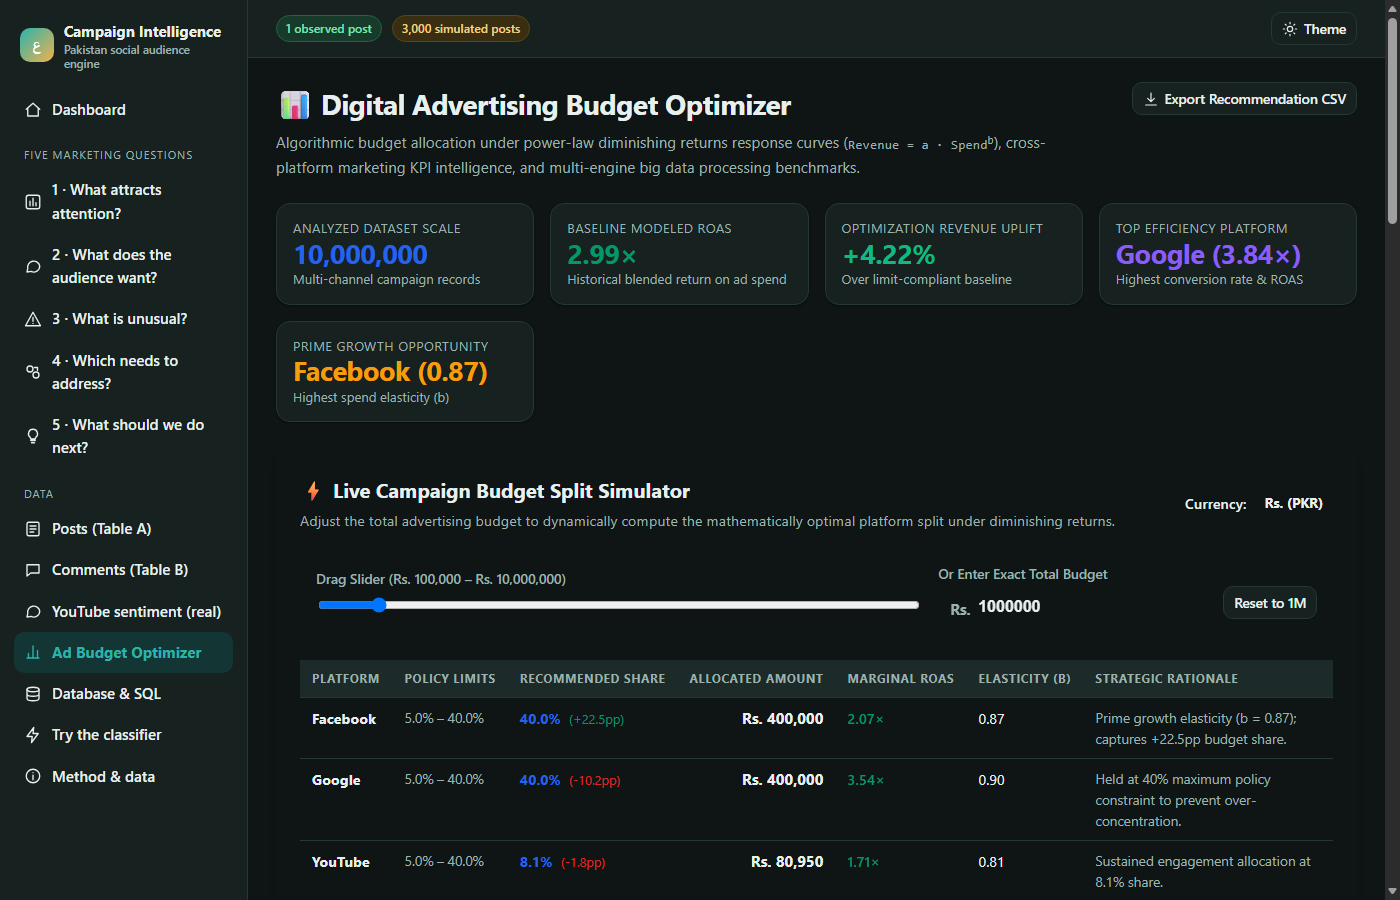 ع
Campaign Intelligence
Pakistan social audience
engine
Dashboard
FIVE MARKETING QUESTIONS
1 · What attracts
attention?
2 · What does the
audience want?
3 · What is unusual?
4 · Which needs to
address?
5 · What should we do
next?
DATA
Posts (Table A)
Comments (Table B)
YouTube sentiment (real)
Ad Budget Optimizer
Database & SQL
Try the classifier
Method & data
1 observed post
3,000 simulated posts
Theme
Digital Advertising Budget Optimizer
Export Recommendation CSV
Algorithmic budget allocation under power-law diminishing returns response curves (Revenue = a · Spendᵇ), cross-
platform marketing KPI intelligence, and multi-engine big data processing benchmarks.
ANALYZED DATASET SCALE
10,000,000
Multi-channel campaign records
BASELINE MODELED ROAS
2.99×
Historical blended return on ad spend
OPTIMIZATION REVENUE UPLIFT
+4.22%
Over limit-compliant baseline
TOP EFFICIENCY PLATFORM
Google (3.84×)
Highest conversion rate & ROAS
PRIME GROWTH OPPORTUNITY
Facebook (0.87)
Highest spend elasticity (b)
Live Campaign Budget Split Simulator
Adjust the total advertising budget to dynamically compute the mathematically optimal platform split under diminishing returns.
Currency: Rs. (PKR)
Drag Slider (Rs. 100,000 – Rs. 10,000,000)
Or Enter Exact Total Budget
Rs. 1000000
Reset to 1M
PLATFORM POLICY LIMITS RECOMMENDED SHARE ALLOCATED AMOUNT MARGINAL ROAS ELASTICITY (B) STRATEGIC RATIONALE
Facebook 5.0% – 40.0% 40.0% (+22.5pp) Rs. 400,000 2.07× 0.87 Prime growth elasticity (b = 0.87);
captures +22.5pp budget share.
Google 5.0% – 40.0% 40.0% (-10.2pp) Rs. 400,000 3.54× 0.90 Held at 40% maximum policy
constraint to prevent over-
concentration.
YouTube 5.0% – 40.0% 8.1% (-1.8pp) Rs. 80,950 1.71× 0.81 Sustained engagement allocation at
8.1% share.